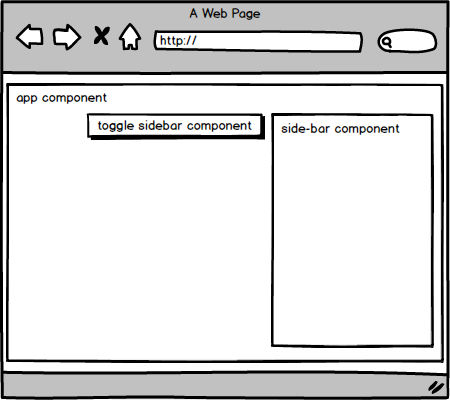 A Web Page
http://
app component
toggle sidebar component
side-bar component